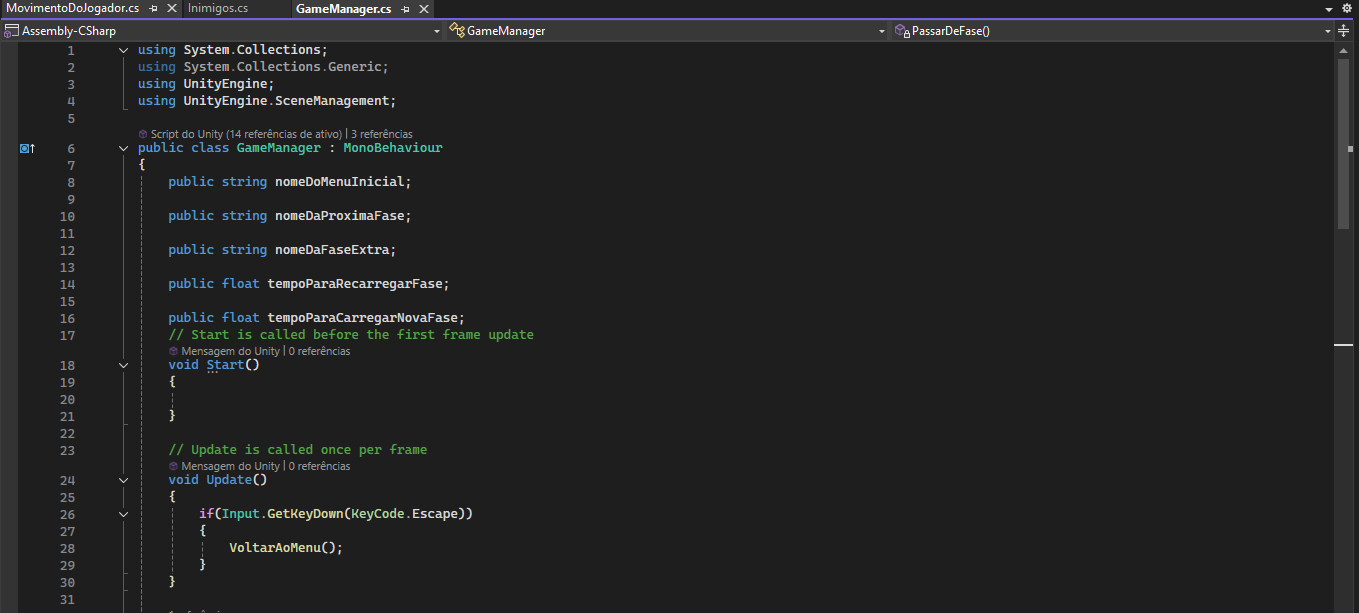 MovimentoDoJogador.cs Inimigos.cs GameManager.cs
Assembly-CSharp GameManager PassarDeFase()
1 using System.Collections;
2 using System.Collections.Generic;
3 using UnityEngine;
4 using UnityEngine.SceneManagement;
5
Script do Unity (14 referências de ativo) | 3 referências
6 public class GameManager : MonoBehaviour
7 {
8 public string nomeDoMenuInicial;
9
10 public string nomeDaProximaFase;
11
12 public string nomeDaFaseExtra;
13
14 public float tempoParaRecarregarFase;
15
16 public float tempoParaCarregarNovaFase;
17 // Start is called before the first frame update
Mensagem do Unity | 0 referências
18 void Start()
19 {
20
21 }
22
23 // Update is called once per frame
Mensagem do Unity | 0 referências
24 void Update()
25 {
26 if(Input.GetKeyDown(KeyCode.Escape))
27 {
28 VoltarAoMenu();
29 }
30 }
31